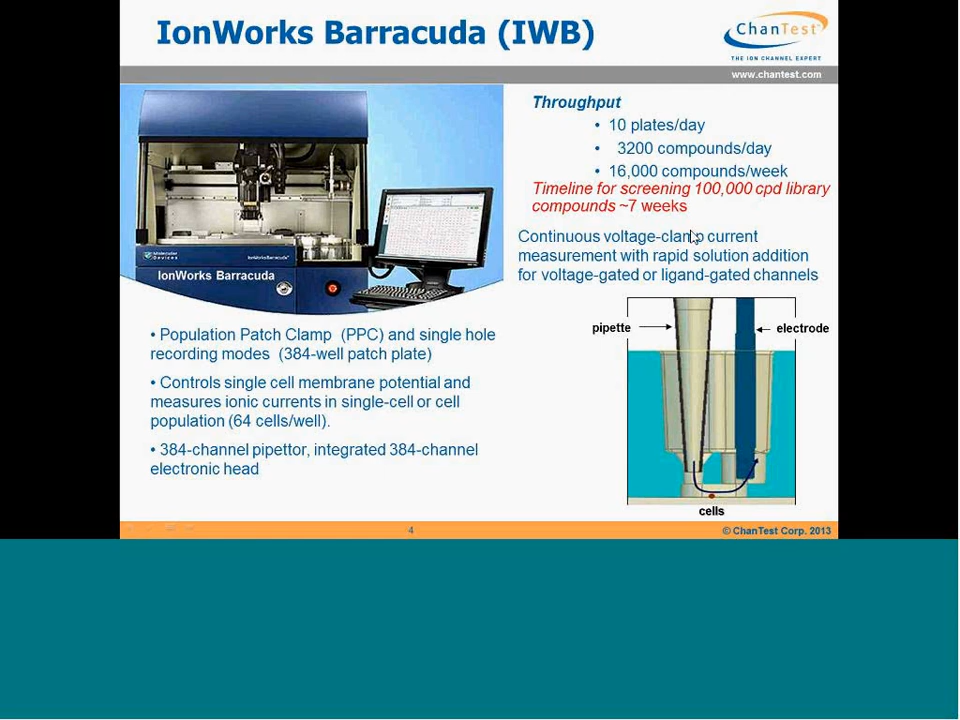 IonWorks Barracuda (IWB)
ChanTest
THE ION CHANNEL EXPERT
www.chantest.com
Throughput
• 10 plates/day
• 3200 compounds/day
• 16,000 compounds/week
Timeline for screening 100,000 cpd library
compounds ~7 weeks
Continuous voltage-clamp current
measurement with rapid solution addition
for voltage-gated or ligand-gated channels
Molecular
Devices
IonWorks Barracuda
IonWorks Barracuda
• Population Patch Clamp (PPC) and single hole
recording modes (384-well patch plate)
• Controls single cell membrane potential and
measures ionic currents in single-cell or cell
population (64 cells/well).
• 384-channel pipettor, integrated 384-channel
electronic head
pipette
electrode
cells
4
© ChanTest Corp. 2013